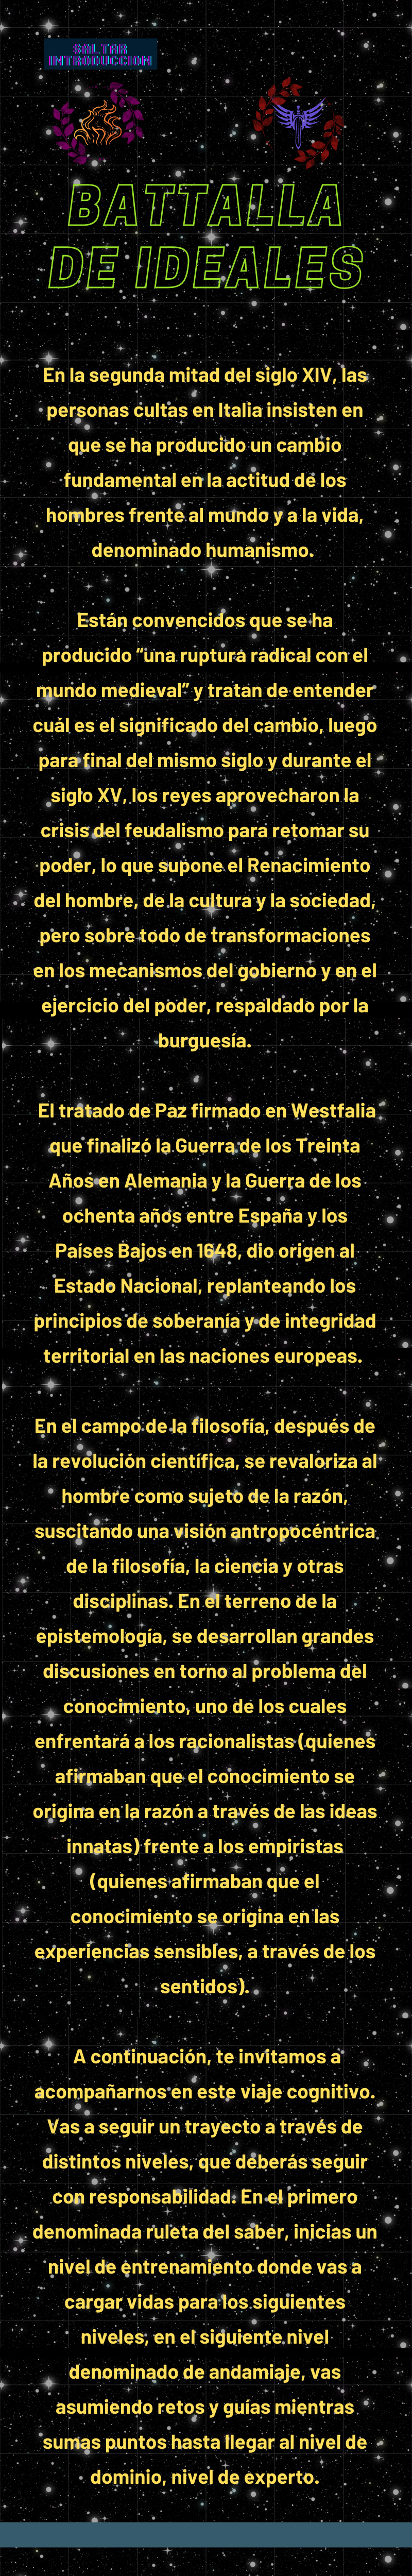 SALTAR
INTRODUCCION
BATTALLA
DE IDEALES
En la segunda mitad del siglo XIV, las
personas cultas en Italia insisten en
que se ha producido un cambio
fundamental en la actitud de los
hombres frente al mundo y a la vida,
denominado humanismo.
Están convencidos que se ha
producido “una ruptura radical con el
mundo medieval” y tratan de entender
cuál es el significado del cambio, luego
para final del mismo siglo y durante el
siglo XV, los reyes aprovecharon la
crisis del feudalismo para retomar su
poder, lo que supone el Renacimiento
del hombre, de la cultura y la sociedad,
pero sobre todo de transformaciones
en los mecanismos del gobierno y en el
ejercicio del poder, respaldado por la
burguesía.
El tratado de Paz firmado en Westfalia
que finalizó la Guerra de los Treinta
Años en Alemania y la Guerra de los
ochenta años entre España y los
Países Bajos en 1648, dio origen al
Estado Nacional, replanteando los
principios de soberanía y de integridad
territorial en las naciones europeas.
En el campo de la filosofía, después de
la revolución científica, se revaloriza al
hombre como sujeto de la razón,
suscitando una visión antropocéntrica
de la filosofía, la ciencia y otras
disciplinas. En el terreno de la
epistemología, se desarrollan grandes
discusiones en torno al problema del
conocimiento, uno de los cuales
enfrentará a los racionalistas (quienes
afirmaban que el conocimiento se
origina en la razón a través de las ideas
innatas) frente a los empiristas
(quienes afirmaban que el
conocimiento se origina en las
experiencias sensibles, a través de los
sentidos).
A continuación, te invitamos a
acompañarnos en este viaje cognitivo.
Vas a seguir un trayecto a través de
distintos niveles, que deberás seguir
con responsabilidad. En el primero
denominada ruleta del saber, inicias un
nivel de entrenamiento donde vas a
cargar vidas para los siguientes
niveles; en el siguiente nivel
denominado de andamiaje, vas
asumiendo retos y guías mientras
sumas puntos hasta llegar al nivel de
dominio, nivel de experto.